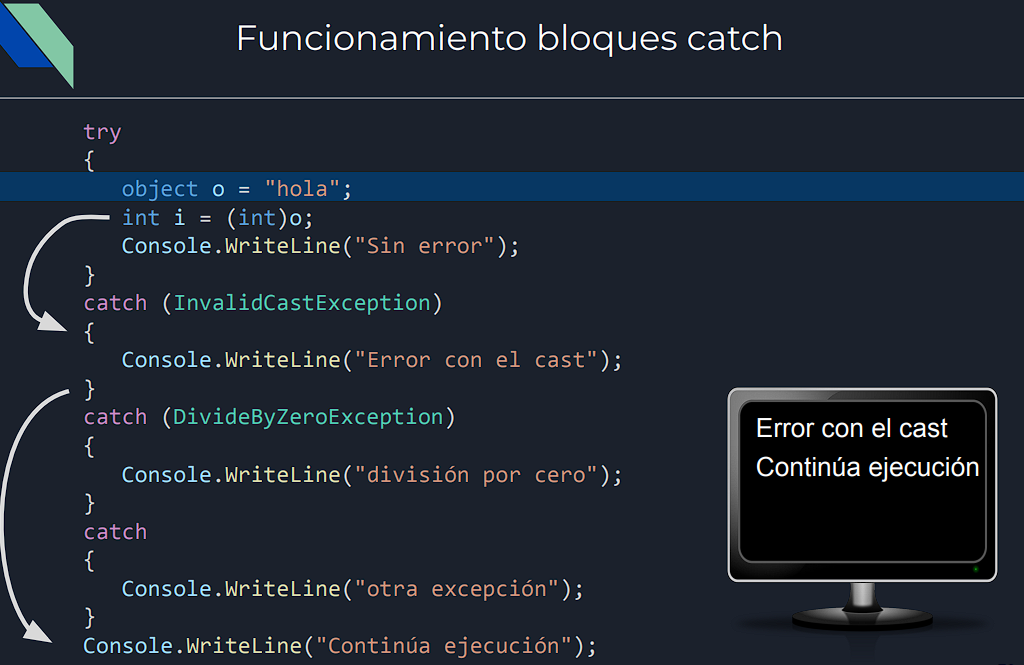 Funcionamiento bloques catch
try
{
object o = "hola";
int i = (int)o;
Console.WriteLine("Sin error");
}
catch (InvalidCastException)
{
Console.WriteLine("Error con el cast");
}
catch (DivideByZeroException)
{
Console.WriteLine("división por cero");
}
catch
{
Console.WriteLine("otra excepción");
}
Console.WriteLine("Continúa ejecución");
Error con el cast
Continúa ejecución